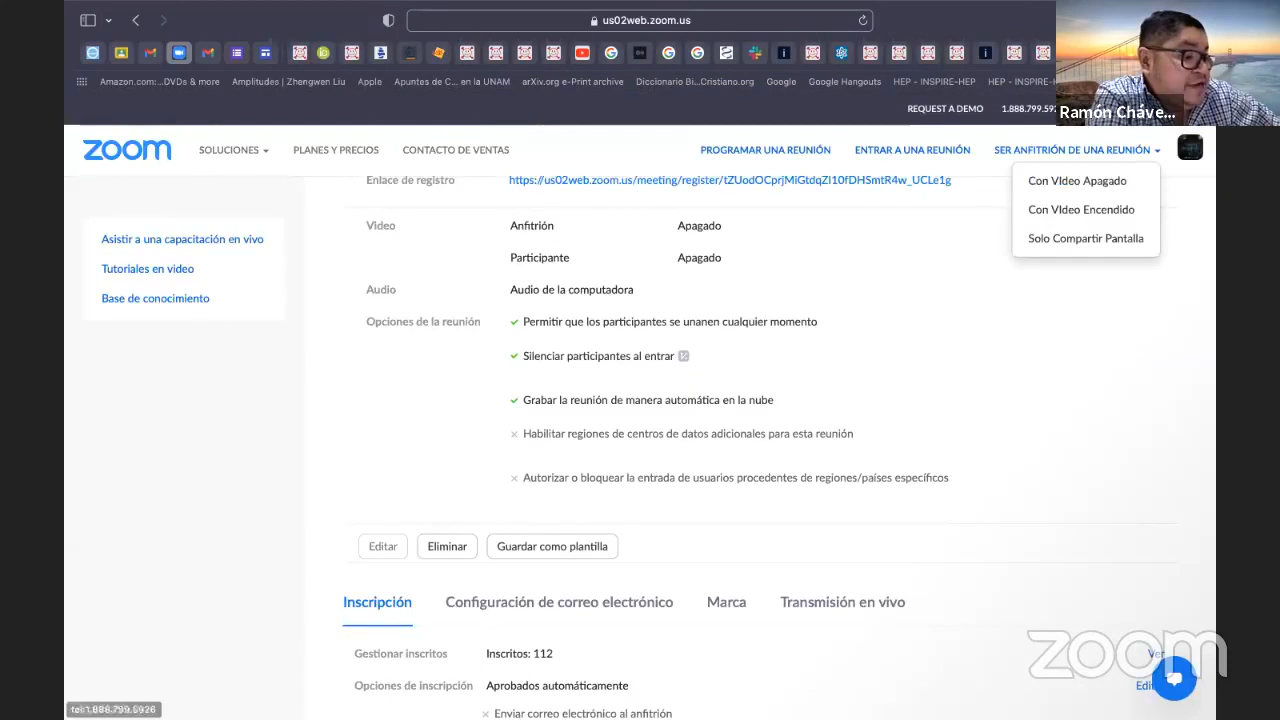 us02web.zoom.us
Amazon.com:...DVDs & more
Amplitudes | Zhengwen Liu
Apple
Apuntes de C... en la UNAM
arXiv.org e-Print archive
Diccionario Bi...Cristiano.org
Google
Google Hangouts
HEP - INSPIRE-HEP
HEP - INSPIRE-H
REQUEST A DEMO
1.888.799.59
Ramón Cháve...
zoom
SOLUCIONES
PLANES Y PRECIOS
CONTACTO DE VENTAS
PROGRAMAR UNA REUNIÓN
ENTRAR A UNA REUNIÓN
SER ANFITRIÓN DE UNA REUNIÓN
Con VIdeo Apagado
Con VIdeo Encendido
Solo Compartir Pantalla
Enlace de registro
https://us02web.zoom.us/meeting/register/tZUodOCprjMiGtdqZI10fDHSmtR4w_UCLe1g
Asistir a una capacitación en vivo
Tutoriales en video
Base de conocimiento
Video
Anfitrión
Apagado
Participante
Apagado
Audio
Audio de la computadora
Opciones de la reunión
Permitir que los participantes se unanen cualquier momento
Silenciar participantes al entrar
Grabar la reunión de manera automática en la nube
Habilitar regiones de centros de datos adicionales para esta reunión
Autorizar o bloquear la entrada de usuarios procedentes de regiones/países específicos
Editar
Eliminar
Guardar como plantilla
Inscripción
Configuración de correo electrónico
Marca
Transmisión en vivo
Gestionar inscritos
Inscritos: 112
Ver
Opciones de inscripción
Aprobados automáticamente
Edi
Enviar correo electrónico al anfitrión
zoom